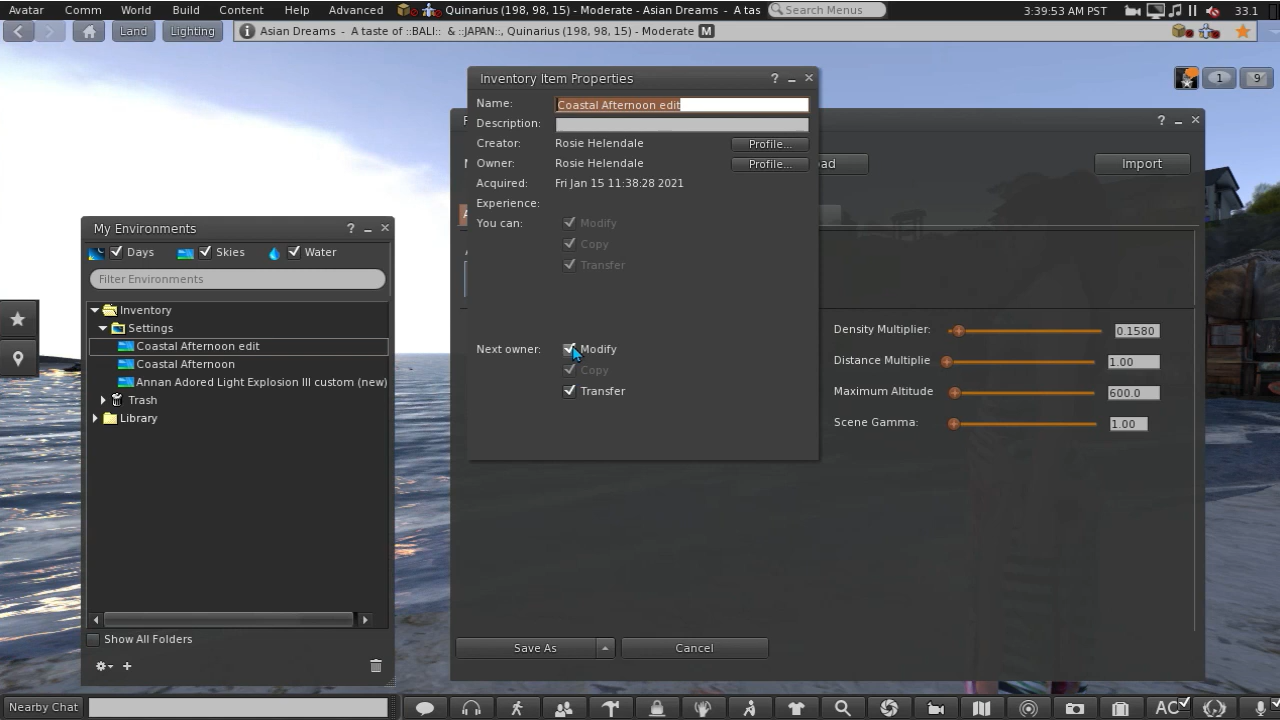 Avatar Comm World Build Content Help Advanced Quinarius (198, 98, 15) - Moderate - Asian Dreams - A tas Search Menus 3:39:53 AM PST 33.1
Land Lighting Asian Dreams - A taste of ::BALI:: & ::JAPAN::, Quinarius (198, 98, 15) - Moderate M
1 9
Inventory Item Properties ? 
Name: Coastal Afternoon edit
Description:
Creator: Rosie Helendale Profile...
Owner: Rosie Helendale Profile...
Acquired: Fri Jan 15 11:38:28 2021
Experience:
You can: Modify
Copy
Transfer
Next owner: Modify
Copy
Transfer
?
Import
Density Multiplier: 0.1580
Distance Multiplie 1.00
Maximum Altitude 600.0
Scene Gamma: 1.00
Save As Cancel
My Environments ?
Days Skies Water
Filter Environments
Inventory
Settings
Coastal Afternoon edit
Coastal Afternoon
Annan Adored Light Explosion III custom (new)
Trash
Library
Show All Folders
Nearby Chat
AO